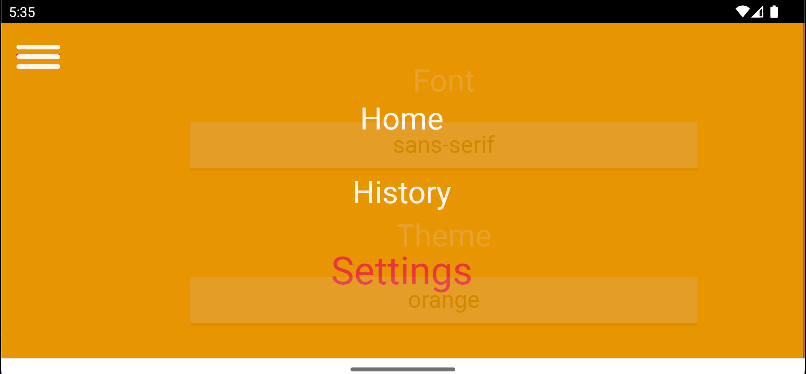 5:35
Font
Home
sans-serif
History
Theme
Settings
orange